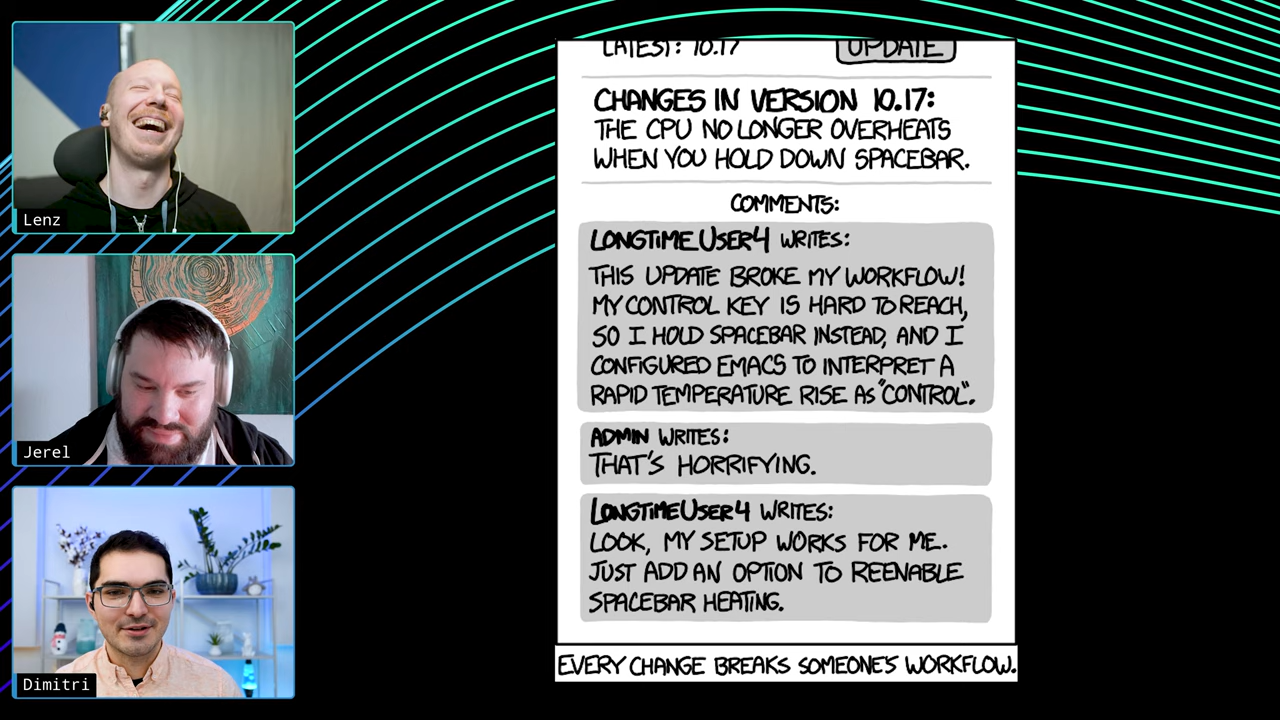 Lenz
Jerel
Dimitri
LATEST: 10.17
UPDATE
CHANGES IN VERSION 10.17:
THE CPU NO LONGER OVERHEATS
WHEN YOU HOLD DOWN SPACEBAR.
COMMENTS:
LONGTIMEUSER4 WRITES:
THIS UPDATE BROKE MY WORKFLOW!
MY CONTROL KEY IS HARD TO REACH,
SO I HOLD SPACEBAR INSTEAD, AND I
CONFIGURED EMACS TO INTERPRET A
RAPID TEMPERATURE RISE AS "CONTROL".
ADMIN WRITES:
THAT'S HORRIFYING.
LONGTIMEUSER4 WRITES:
LOOK, MY SETUP WORKS FOR ME.
JUST ADD AN OPTION TO REENABLE
SPACEBAR HEATING.
EVERY CHANGE BREAKS SOMEONE'S WORKFLOW.